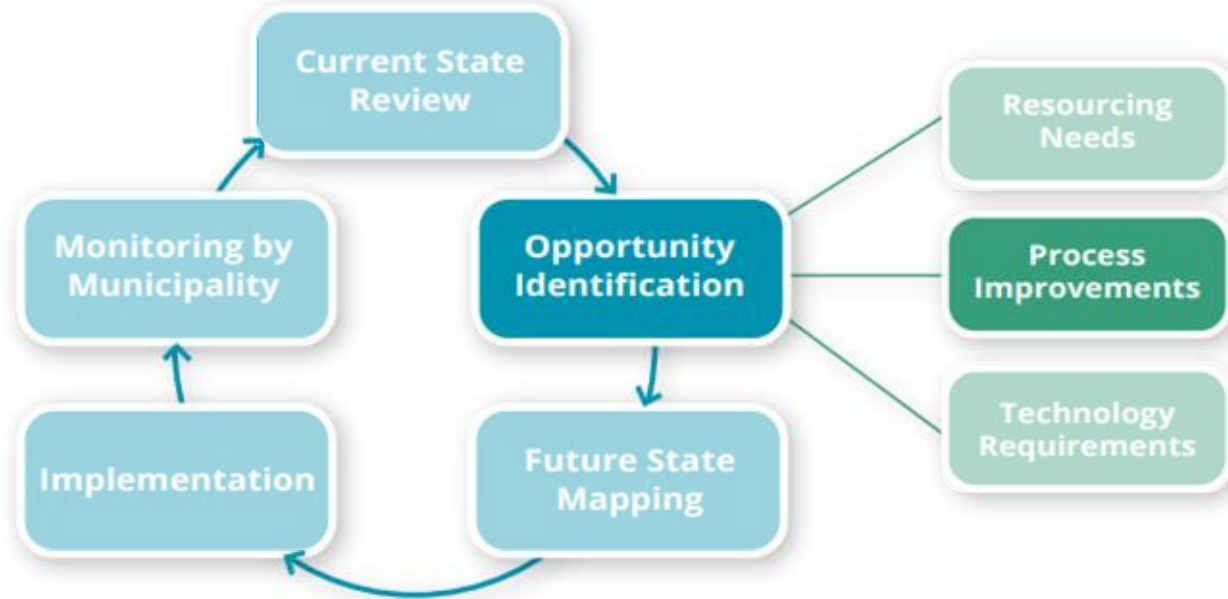 Current State
Review
Resourcing
Needs
Monitoring by
Municipality
Opportunity
Identification
Process
Improvements
Implementation
Future State
Mapping
Technology
Requirements